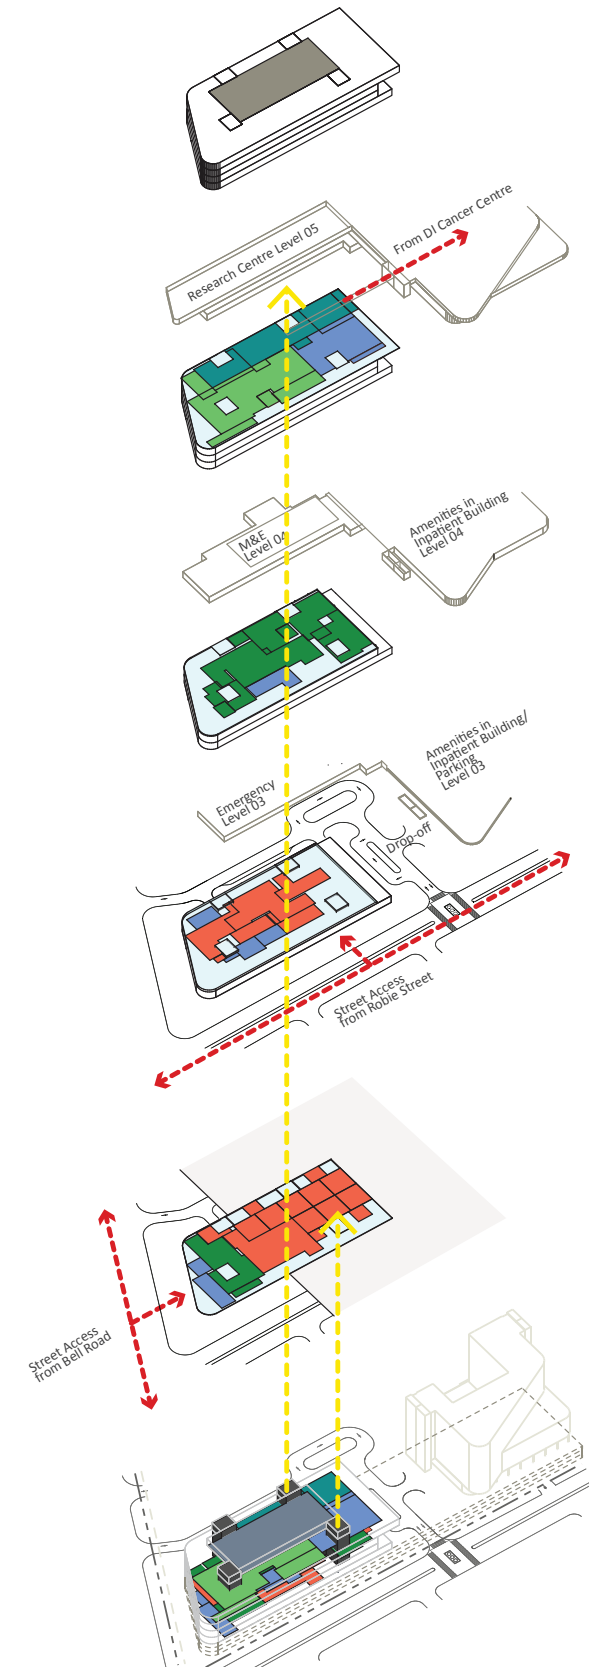 From DI Cancer Centre
Research Centre Level 05
Amenities in
Inpatient Building
Level 04
M&E
Level 04
Amenities in
Inpatient Building/
Parking
Level 03
Emergency
Level 03
Drop-off
Street Access
from Robie Street
Street Access
from Bell Road